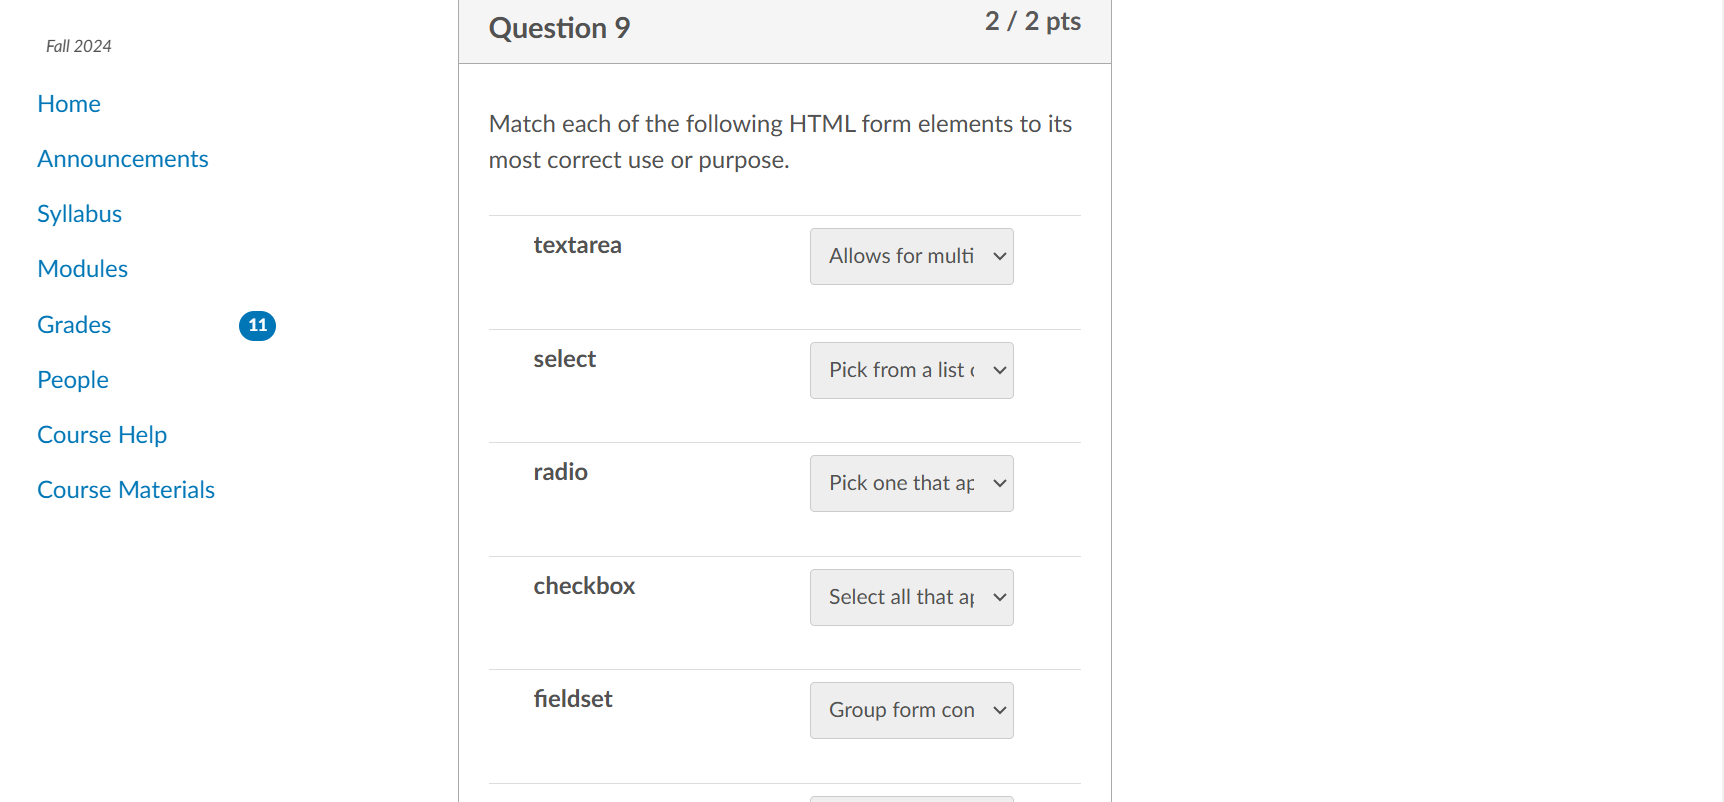 Fall 2024
Home
Announcements
Syllabus
Modules
Grades 11
People
Course Help
Course Materials
Question 9
2 / 2 pts
Match each of the following HTML form elements to its
most correct use or purpose.
textarea
Allows for multi
select
Pick from a list
radio
Pick one that
checkbox
Select all that
fieldset
Group form con